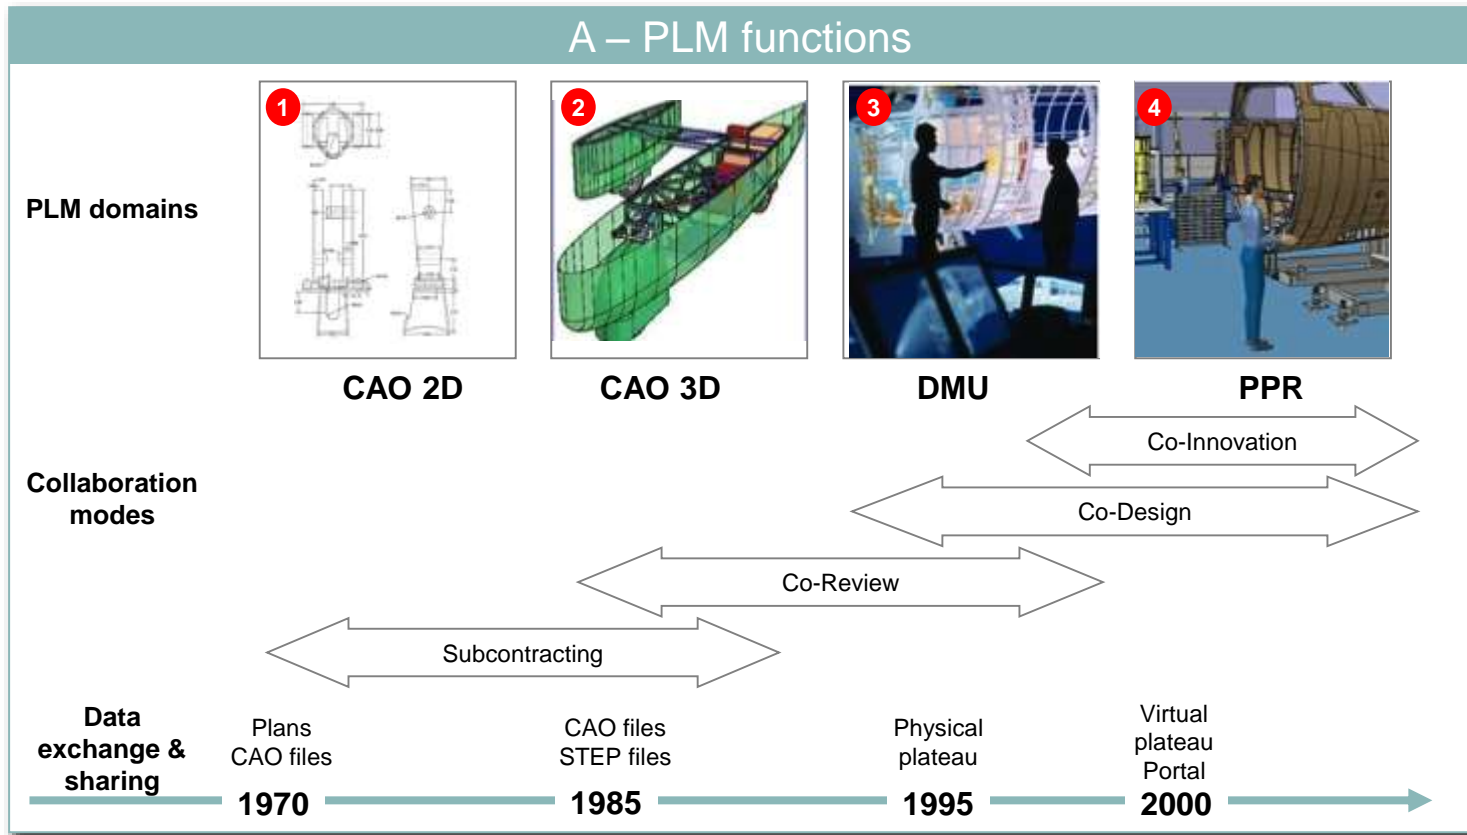 A – PLM functions
1
2
3
4
PLM domains
CAO 2D
CAO 3D
DMU
PPR
Co-Innovation
Collaboration
modes
Co-Design
Co-Review
Subcontracting
Data
exchange &
sharing
Plans
CAO files
CAO files
STEP files
Physical
plateau
Virtual
plateau
Portal
1970
1985
1995
2000